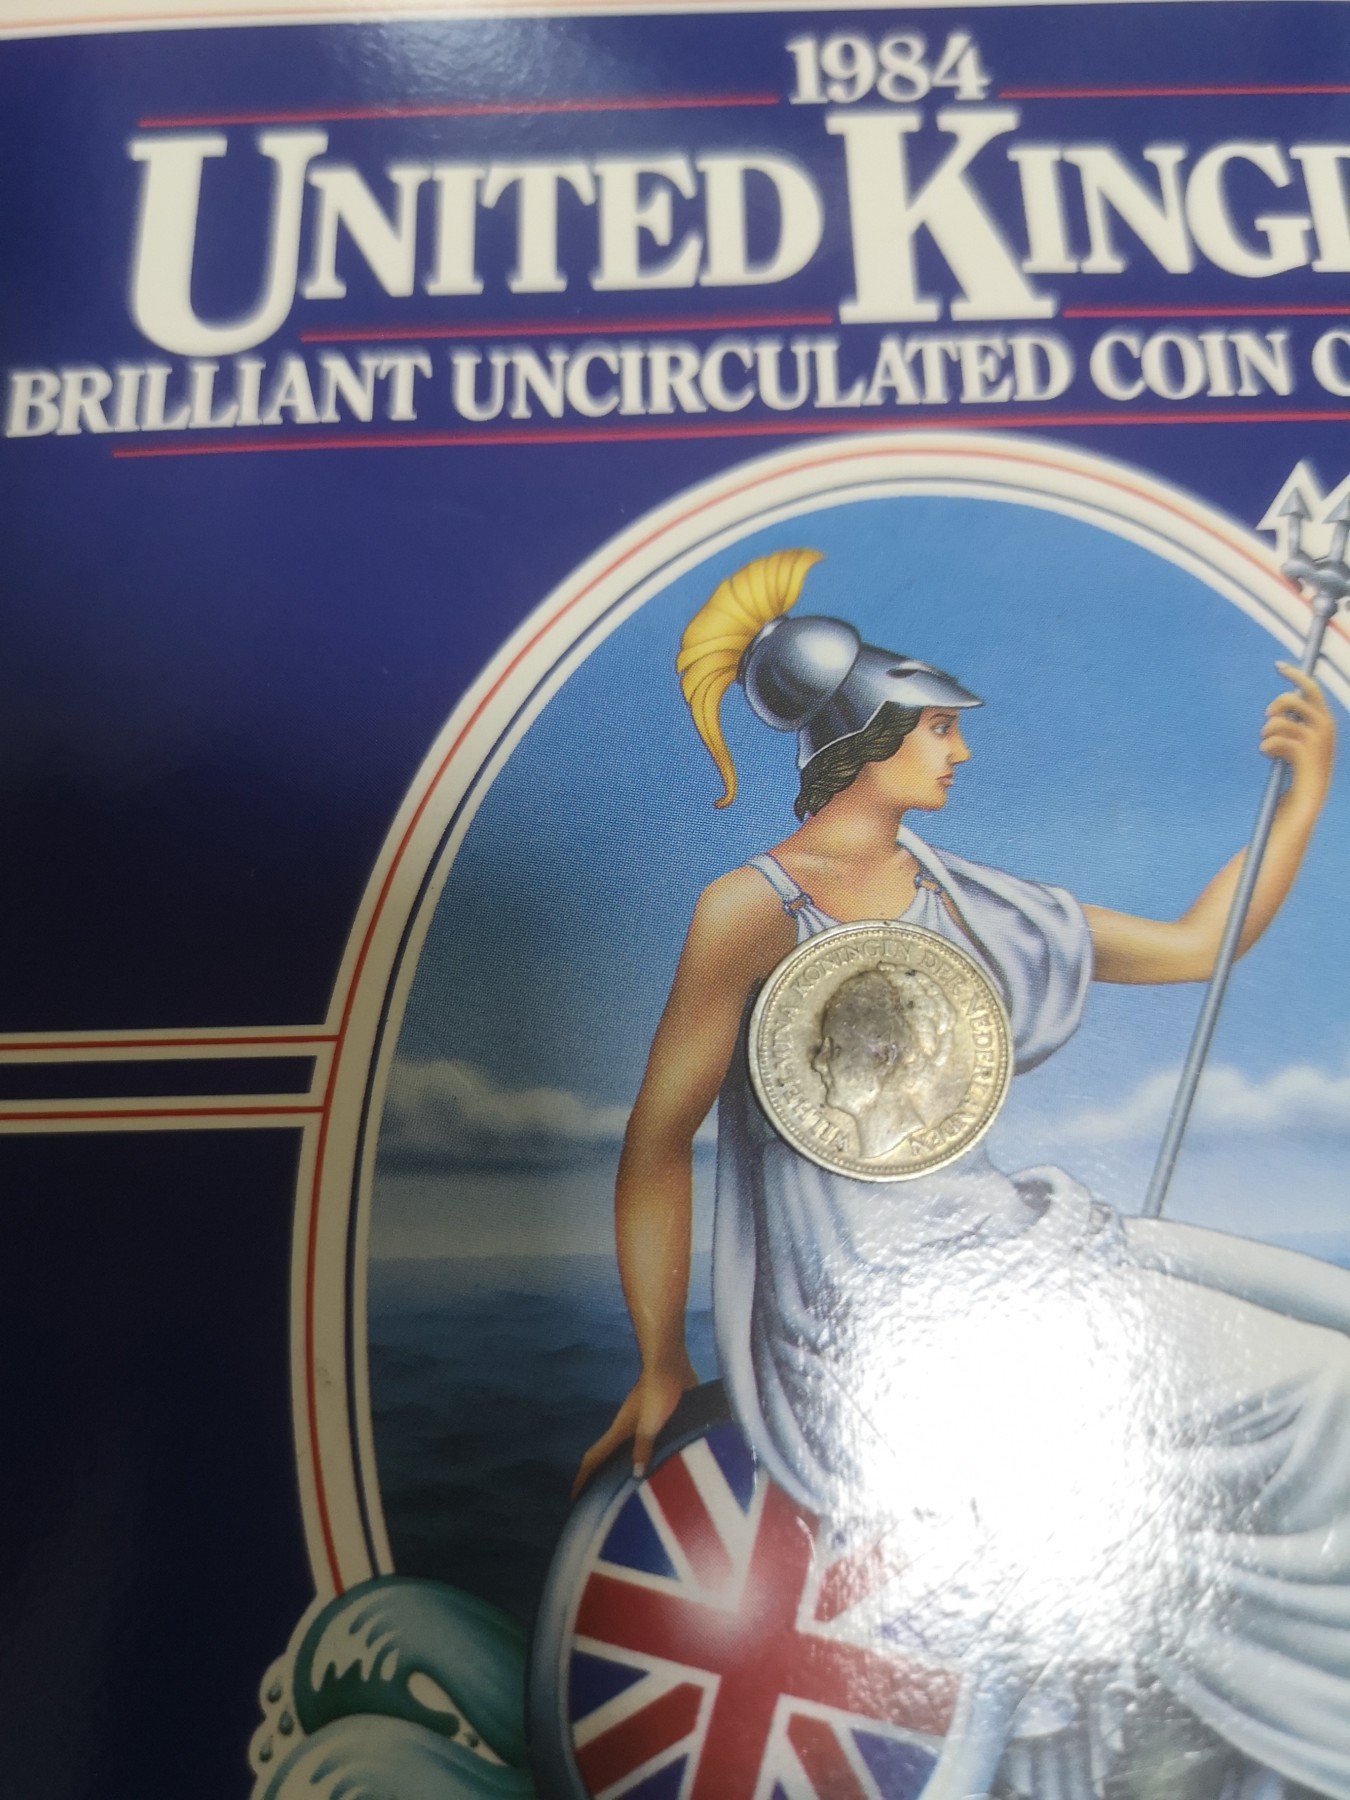 1984
UNITED KINGD
BRILLIANT UNCIRCULATED COIN C
WILHELMINA KONINGIN DER NEDERLANDEN